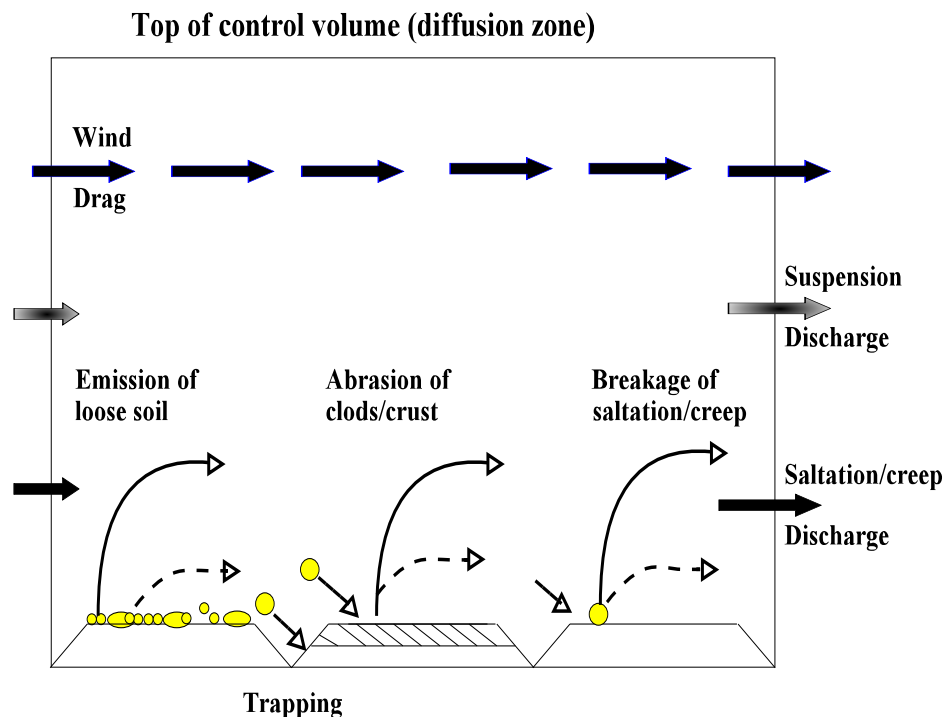 Top of control volume (diffusion zone)
Wind
Drag
Suspension
Discharge
Emission of
loose soil
Abrasion of
clods/crust
Breakage of
saltation/creep
Saltation/creep
Discharge
Trapping